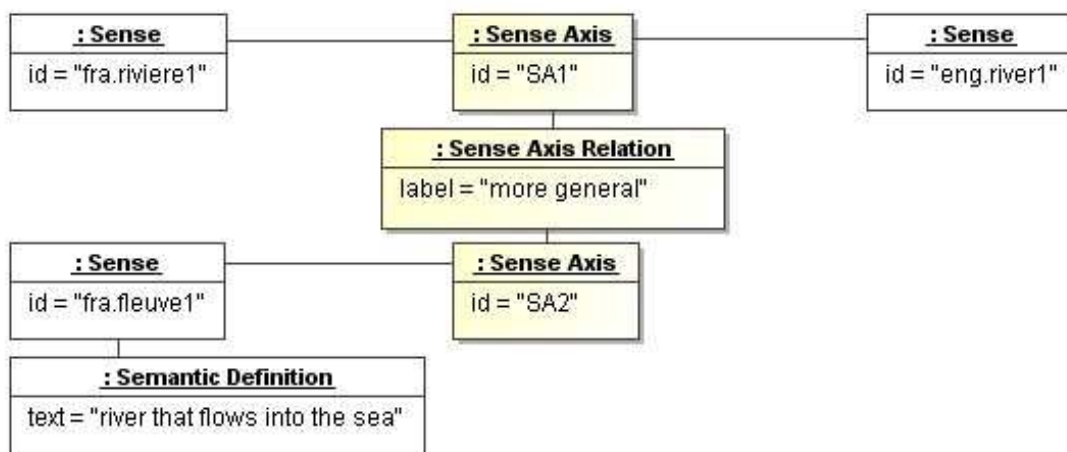 : Sense
id = "fra.riviere1"
: Sense Axis
id = "SA1"
: Sense
id = "eng.river1"
: Sense Axis Relation
label = "more general"
: Sense
id = "fra.fleuve1"
: Sense Axis
id = "SA2"
: Semantic Definition
text = "river that flows into the sea"